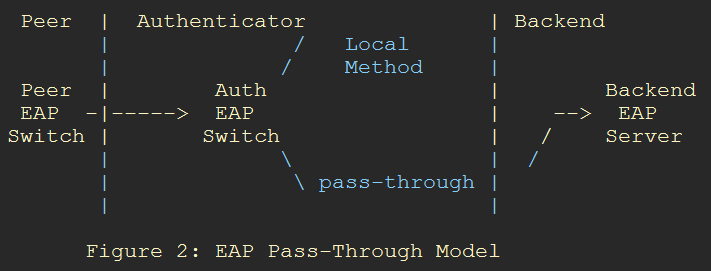 Peer | Authenticator | Backend
| / Local |
| / Method |
Peer | Auth | Backend
EAP -|-----> EAP | --> EAP
Switch | Switch | / Server
| \ | /
| \ pass-through |
| |
Figure 2: EAP Pass-Through Model